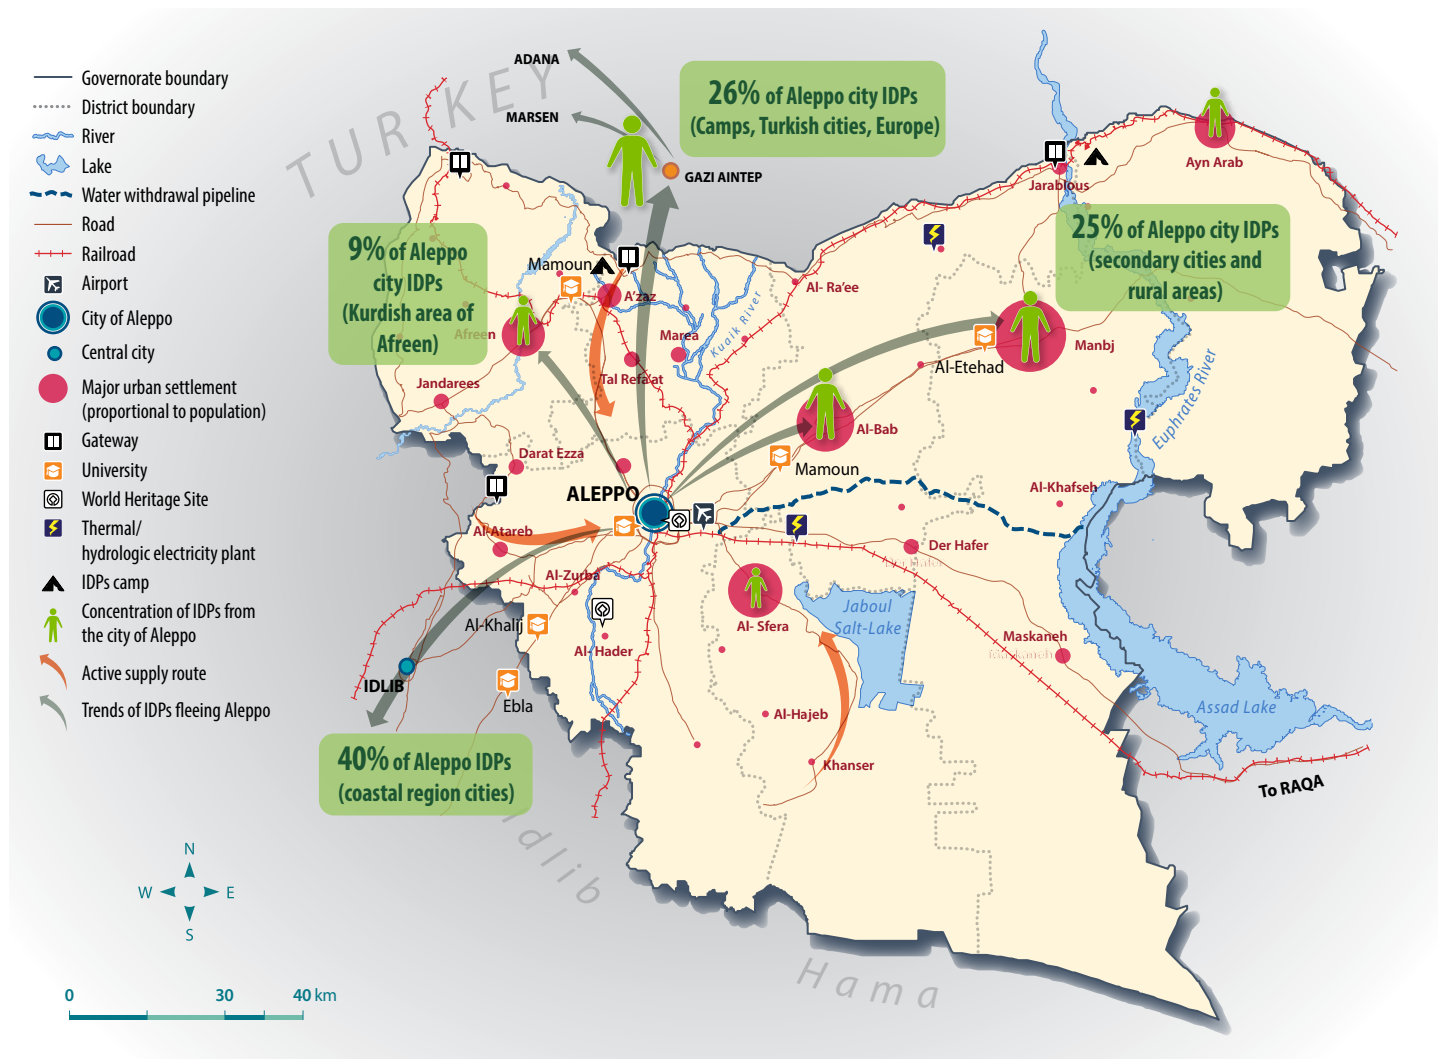 Governorate boundary
District boundary
River
Lake
Water withdrawal pipeline
Road
Railroad
Airport
City of Aleppo
Central city
Major urban settlement
(proportional to population)
Gateway
University
World Heritage Site
Thermal/
hydrologic electricity plant
IDPs camp
Concentration of IDPs from
the city of Aleppo
Active supply route
Trends of IDPs fleeing Aleppo
TURKEY
ADANA
MARSEN
GAZI AINTEP
26% of Aleppo city IDPs
(Camps, Turkish cities, Europe)
Ayn Arab
Jarablous
25% of Aleppo city IDPs
(secondary cities and
rural areas)
9% of Aleppo
city IDPs
(Kurdish area of
Afreen)
Afreen
Mamoun
A'zaz
Al- Ra'ee
Marea
Kuaik River
Tal Refa'at
Jandarees
Al-Etehad
Manbj
Euphrates River
Al-Bab
Darat Ezza
Mamoun
ALEPPO
Al-Khafseh
Al-Atareb
Der Hafer
Al-Zurba
Jaboul
Salt-Lake
Al-Khalij
Al- Sfera
Al- Hader
Maskaneh
Maskaneh
IDLIB
Ebla
Al-Hajeb
Assad Lake
Khanser
40% of Aleppo IDPs
(coastal region cities)
To RAQA
Idlib
Hama
N
W E
S
0 30 40 km